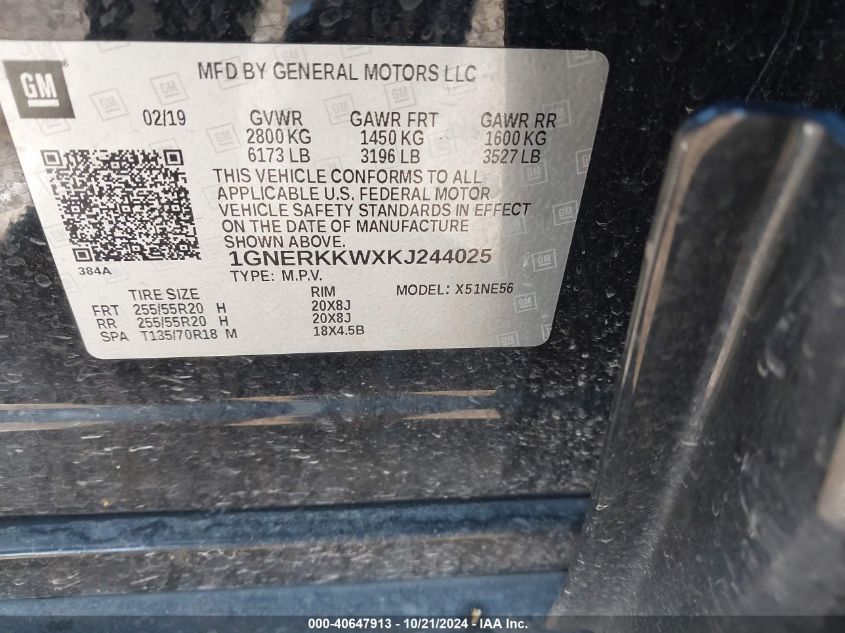 GM
MFD BY GENERAL MOTORS LLC
02/19 GVWR GAWR FRT GAWR RR
2800 KG 1450 KG 1600 KG
6173 LB 3196 LB 3527 LB
THIS VEHICLE CONFORMS TO ALL
APPLICABLE U.S. FEDERAL MOTOR
VEHICLE SAFETY STANDARDS IN EFFECT
ON THE DATE OF MANUFACTURE
SHOWN ABOVE.
384A
1GNERKKWXKJ244025
TYPE: M.P.V.
TIRE SIZE RIM MODEL: X51NE56
FRT 255/55R20 H 20X8J
RR 255/55R20 H 20X8J
SPA T135/70R18 M 18X4.5B
000-40647913 - 10/21/2024 - IAA Inc.